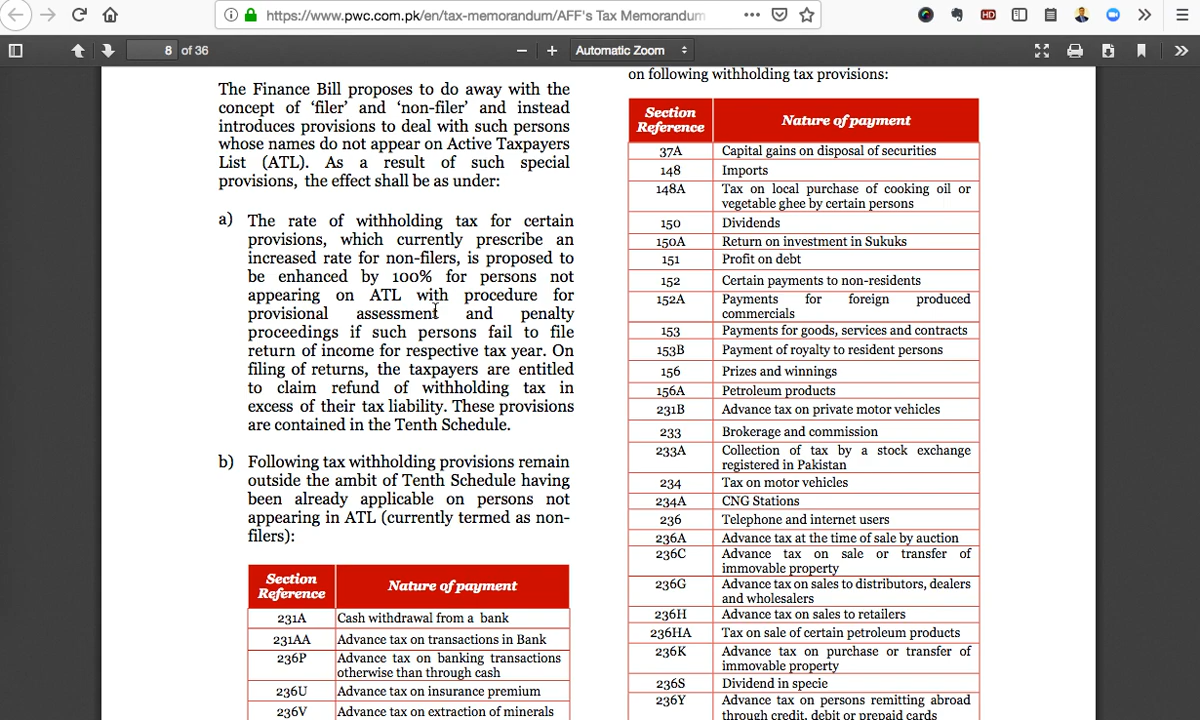 https://www.pwc.com.pk/en/tax-memorandum/AFF's Tax Memorandum
HD
8 of 36
Automatic Zoom
The Finance Bill proposes to do away with the
concept of 'filer' and 'non-filer' and instead
introduces provisions to deal with such persons
whose names do not appear on Active Taxpayers
List (ATL). As a result of such special
provisions, the effect shall be as under:
a) The rate of withholding tax for certain
provisions, which currently prescribe an
increased rate for non-filers, is proposed to
be enhanced by 100% for persons not
appearing on ATL with procedure for
provisional assessment and penalty
proceedings if such persons fail to file
return of income for respective tax year. On
filing of returns, the taxpayers are entitled
to claim refund of withholding tax in
excess of their tax liability. These provisions
are contained in the Tenth Schedule.
b) Following tax withholding provisions remain
outside the ambit of Tenth Schedule having
been already applicable on persons not
appearing in ATL (currently termed as non-
filers):
Section
Reference
Nature of payment
231A Cash withdrawal from a bank
231AA Advance tax on transactions in Bank
236P Advance tax on banking transactions
otherwise than through cash
236U Advance tax on insurance premium
236V Advance tax on extraction of minerals
on following withholding tax provisions:
Section
Reference
Nature of payment
37A Capital gains on disposal of securities
148 Imports
148A Tax on local purchase of cooking oil or
vegetable ghee by certain persons
150 Dividends
150A Return on investment in Sukuks
151 Profit on debt
152 Certain payments to non-residents
152A Payments for foreign produced
commercials
153 Payments for goods, services and contracts
153B Payment of royalty to resident persons
156 Prizes and winnings
156A Petroleum products
231B Advance tax on private motor vehicles
233 Brokerage and commission
233A Collection of tax by a stock exchange
registered in Pakistan
234 Tax on motor vehicles
234A CNG Stations
236 Telephone and internet users
236A Advance tax at the time of sale by auction
236C Advance tax on sale or transfer of
immovable property
236G Advance tax on sales to distributors, dealers
and wholesalers
236H Advance tax on sales to retailers
236HA Tax on sale of certain petroleum products
236K Advance tax on purchase or transfer of
immovable property
236S Dividend in specie
236Y Advance tax on persons remitting abroad
through credit, debit or prepaid cards